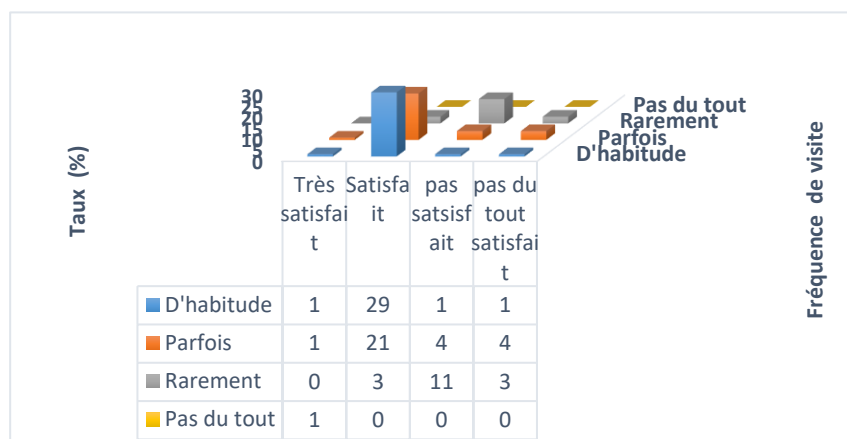 30
25
20
15
10
5
0
Taux (%)
Pas du tout
Rarement
Parfois
D'habitude
Fréquence de visite
Très satisfai t
Satisfa it
pas satsisf ait
pas du tout satisfai t
D'habitude 1 29 1 1
Parfois 1 21 4 4
Rarement 0 3 11 3
Pas du tout 1 0 0 0